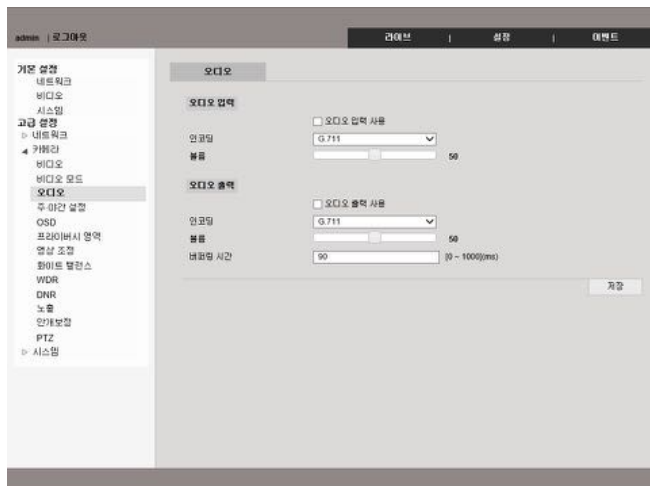 admin | 로그아웃
라이브 | 설정 | 이벤트
기본 설정
네트워크
비디오
시스템
고급 설정
▷ 네트워크
◢ 카메라
비디오
비디오 모드
오디오
주·야간 설정
OSD
프라이버시 영역
영상 조정
화이트 밸런스
WDR
DNR
노출
안개보정
PTZ
▷ 시스템
오디오
오디오 입력
오디오 입력 사용
인코딩 G.711
볼륨 50
오디오 출력
오디오 출력 사용
인코딩 G.711
볼륨 50
버퍼링 시간 90 [0 ~ 1000](ms)
저장